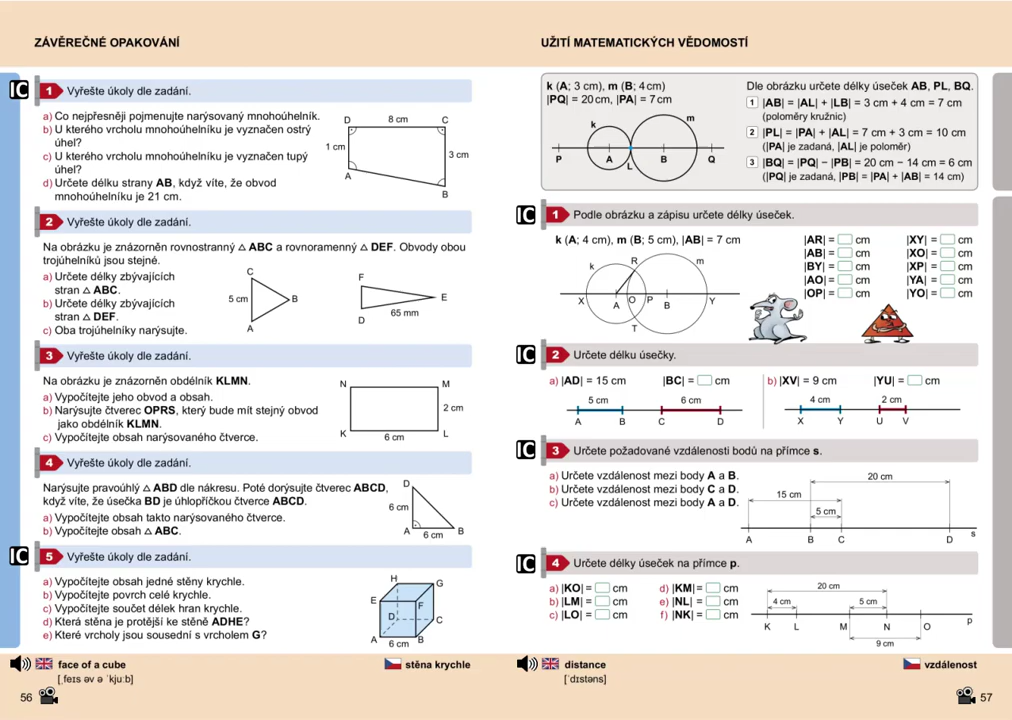 ZÁVĚREČNÉ OPAKOVÁNÍ
IC
1 Vyřešte úkoly dle zadání.
a) Co nejpřesněji pojmenujte narýsovaný mnohoúhelník.
b) U kterého vrcholu mnohoúhelníku je vyznačen ostrý
úhel?
c) U kterého vrcholu mnohoúhelníku je vyznačen tupý
úhel?
d) Určete délku strany AB, když víte, že obvod
mnohoúhelníku je 21 cm.
D 8 cm C
1 cm
3 cm
A
B
2 Vyřešte úkoly dle zadání.
Na obrázku je znázorněn rovnostranný △ ABC a rovnoramenný △ DEF. Obvody obou
trojúhelníků jsou stejné.
a) Určete délky zbývajících
stran △ ABC.
b) Určete délky zbývajících
stran △ DEF.
c) Oba trojúhelníky narýsujte.
C
5 cm B
A
F
E
65 mm
D
3 Vyřešte úkoly dle zadání.
Na obrázku je znázorněn obdélník KLMN.
a) Vypočítejte jeho obvod a obsah.
b) Narýsujte čtverec OPRS, který bude mít stejný obvod
jako obdélník KLMN.
c) Vypočítejte obsah narýsovaného čtverce.
N M
2 cm
K 6 cm L
4 Vyřešte úkoly dle zadání.
Narýsujte pravoúhlý △ ABD dle nákresu. Poté dorýsujte čtverec ABCD,
když víte, že úsečka BD je úhlopříčkou čtverce ABCD.
a) Vypočítejte obsah takto narýsovaného čtverce.
b) Vypočítejte obsah △ ABC.
D
6 cm
A 6 cm B
IC
5 Vyřešte úkoly dle zadání.
a) Vypočítejte obsah jedné stěny krychle.
b) Vypočítejte povrch celé krychle.
c) Vypočítejte součet délek hran krychle.
d) Která stěna je protější ke stěně ADHE?
e) Které vrcholy jsou sousední s vrcholem G?
H G
E F
D C
A 6 cm B
face of a cube
stěna krychle
[ˌfeɪs əv ə ˈkjuːb]
56
UŽITÍ MATEMATICKÝCH VĚDOMOSTÍ
k (A; 3 cm), m (B; 4 cm)
|PQ| = 20 cm, |PA| = 7 cm
k m
P A B Q
L
Dle obrázku určete délky úseček AB, PL, BQ.
1 |AB| = |AL| + |LB| = 3 cm + 4 cm = 7 cm
(poloměry kružnic)
2 |PL| = |PA| + |AL| = 7 cm + 3 cm = 10 cm
(|PA| je zadaná, |AL| je poloměr)
3 |BQ| = |PQ| − |PB| = 20 cm − 14 cm = 6 cm
(|PQ| je zadaná, |PB| = |PA| + |AB| = 14 cm)
IC
1 Podle obrázku a zápisu určete délky úseček.
k (A; 4 cm), m (B; 5 cm), |AB| = 7 cm
k R m
X A O P B Y
T
|AR| = cm |XY| = cm
|AB| = cm |XO| = cm
|BY| = cm |XP| = cm
|AO| = cm |YA| = cm
|OP| = cm |YO| = cm
IC
2 Určete délku úsečky.
a) |AD| = 15 cm |BC| = cm
5 cm 6 cm
A B C D
b) |XV| = 9 cm |YU| = cm
4 cm 2 cm
X Y U V
IC
3 Určete požadované vzdálenosti bodů na přímce s.
a) Určete vzdálenost mezi body A a B.
b) Určete vzdálenost mezi body C a D.
c) Určete vzdálenost mezi body A a D.
20 cm
15 cm
5 cm
A B C D s
IC
4 Určete délky úseček na přímce p.
a) |KO| = cm d) |KM| = cm
b) |LM| = cm e) |NL| = cm
c) |LO| = cm f) |NK| = cm
20 cm
4 cm 5 cm
K L M N O p
9 cm
distance
vzdálenost
[ˈdɪstəns]
57